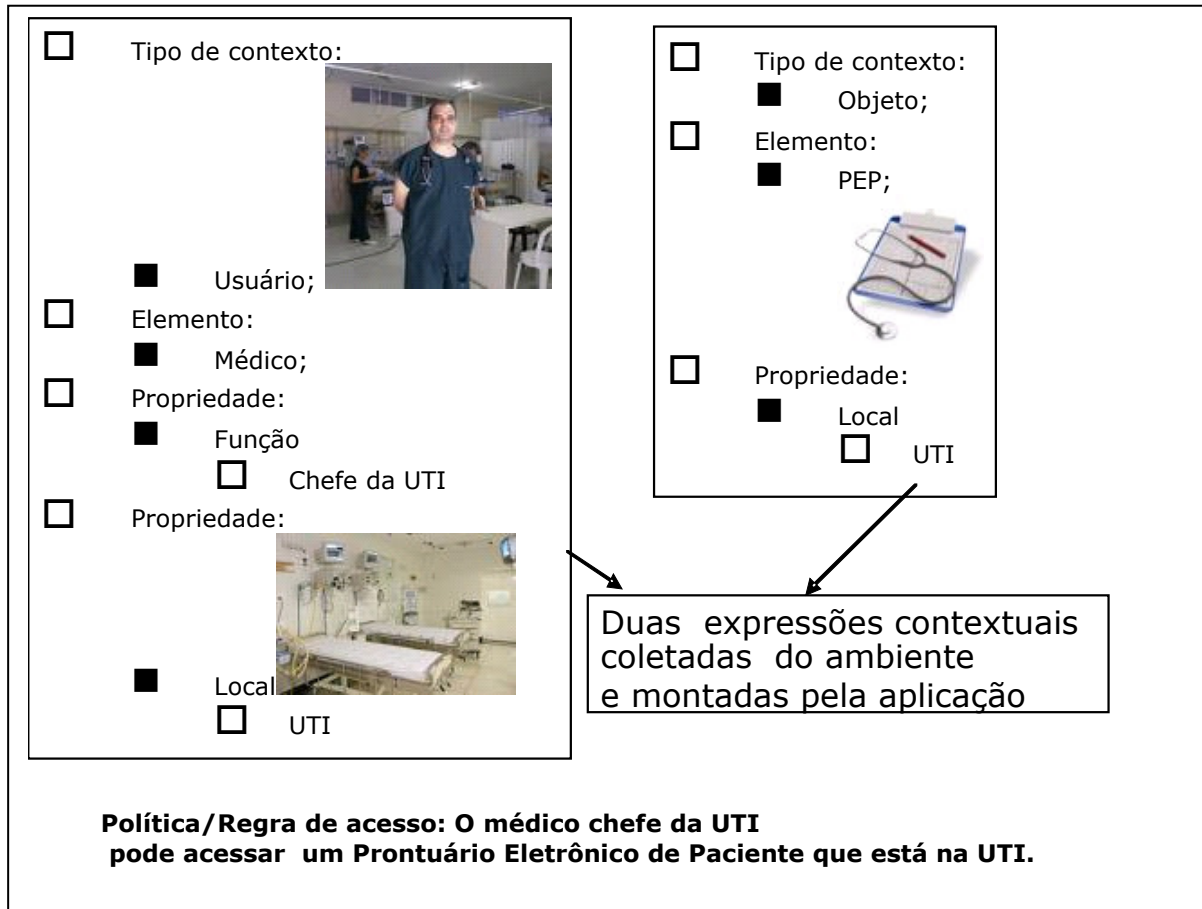 Tipo de contexto:
Usuário;
Elemento:
Médico;
Propriedade:
Função
Chefe da UTI
Propriedade:
Local
UTI
Tipo de contexto:
Objeto;
Elemento:
PEP;
Propriedade:
Local
UTI
Duas expressões contextuais
coletadas do ambiente
e montadas pela aplicação
Política/Regra de acesso: O médico chefe da UTI
pode acessar um Prontuário Eletrônico de Paciente que está na UTI.